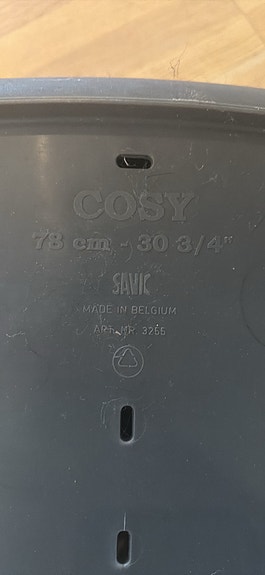 COSY
78 cm - 30 3/4"
SAVIC
MADE IN BELGIUM
ART. NR. 3266